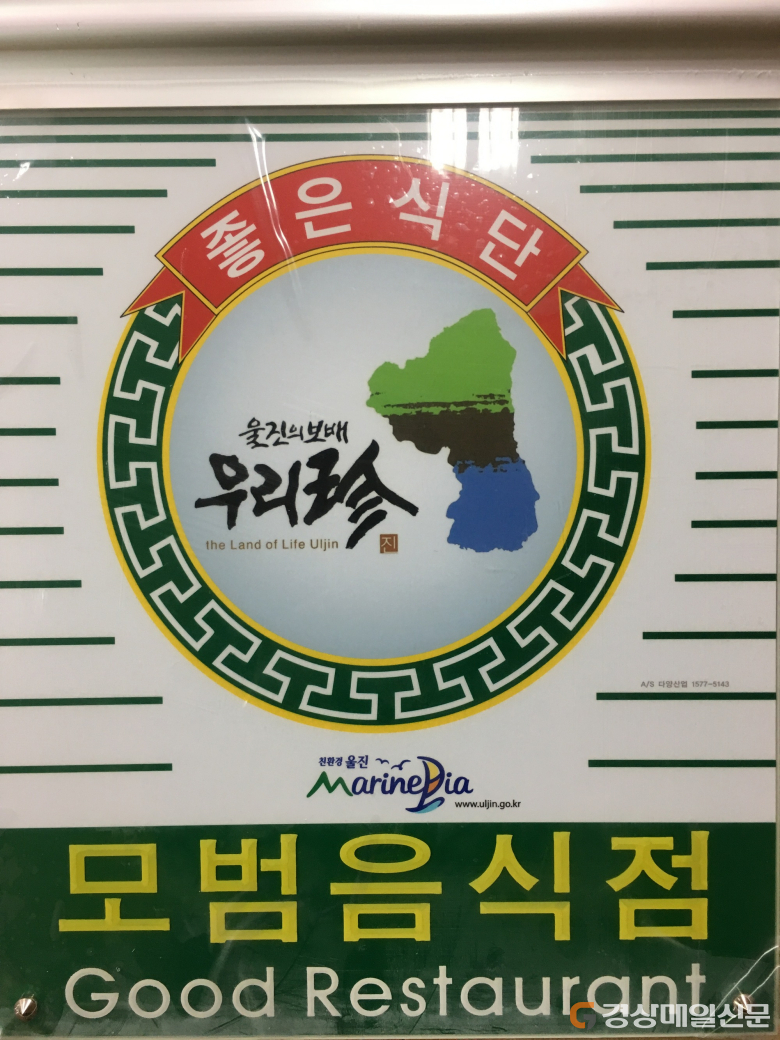 좋은식단
울진의보배
우리珍
the Land of Life Uljin
진
A/S 다양산업 1577-5143
친환경 울진
MarinePia
www.uljin.go.kr
모범음식점
Good Restaurant
경상매일신문